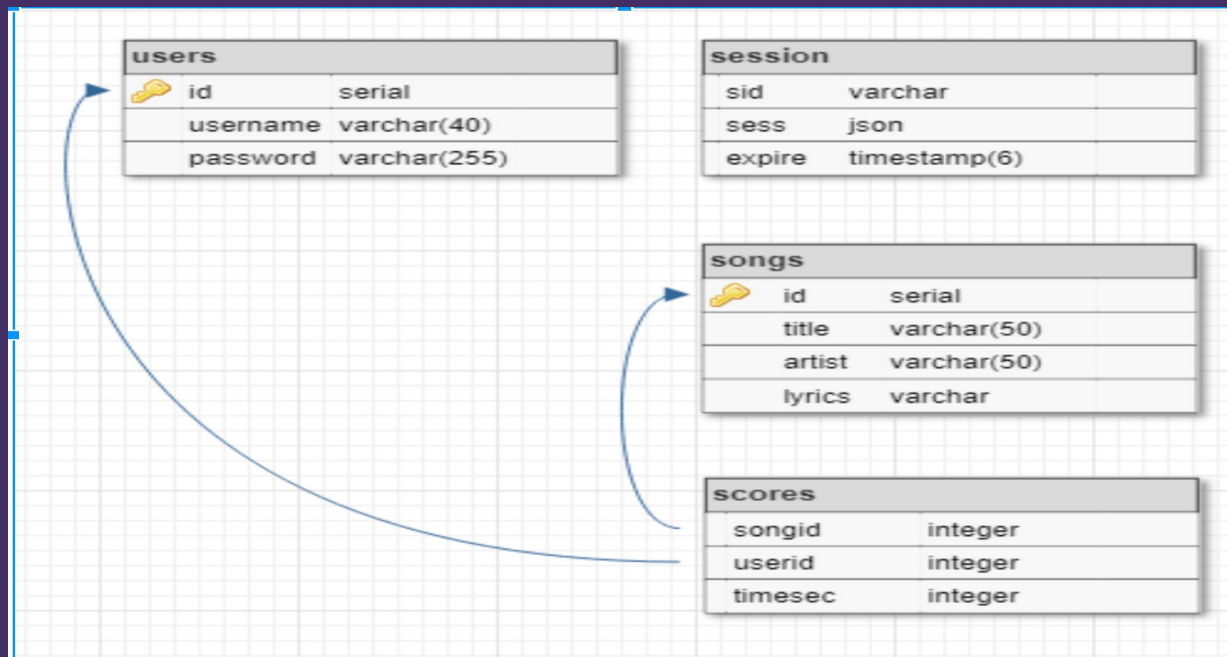 users
id serial
username varchar(40)
password varchar(255)
session
sid varchar
sess json
expire timestamp(6)
songs
id serial
title varchar(50)
artist varchar(50)
lyrics varchar
scores
songid integer
userid integer
timesec integer